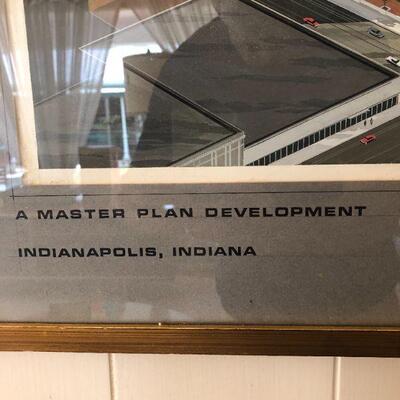 A MASTER PLAN DEVELOPMENT
INDIANAPOLIS, INDIANA